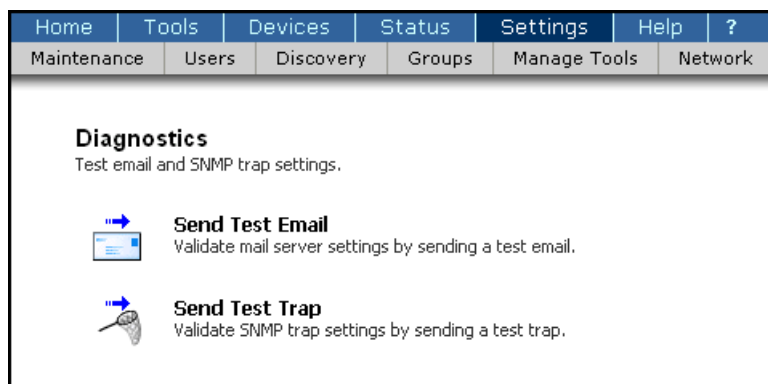 Home Tools Devices Status Settings Help ?
Maintenance Users Discovery Groups Manage Tools Network
Diagnostics
Test email and SNMP trap settings.
Send Test Email
Validate mail server settings by sending a test email.
Send Test Trap
Validate SNMP trap settings by sending a test trap.